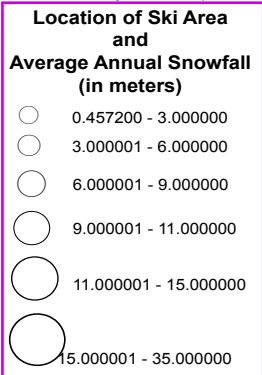 Location of Ski Area
and
Average Annual Snowfall
(in meters)
0.457200 - 3.000000
3.000001 - 6.000000
6.000001 - 9.000000
9.000001 - 11.000000
11.000001 - 15.000000
15.000001 - 35.000000